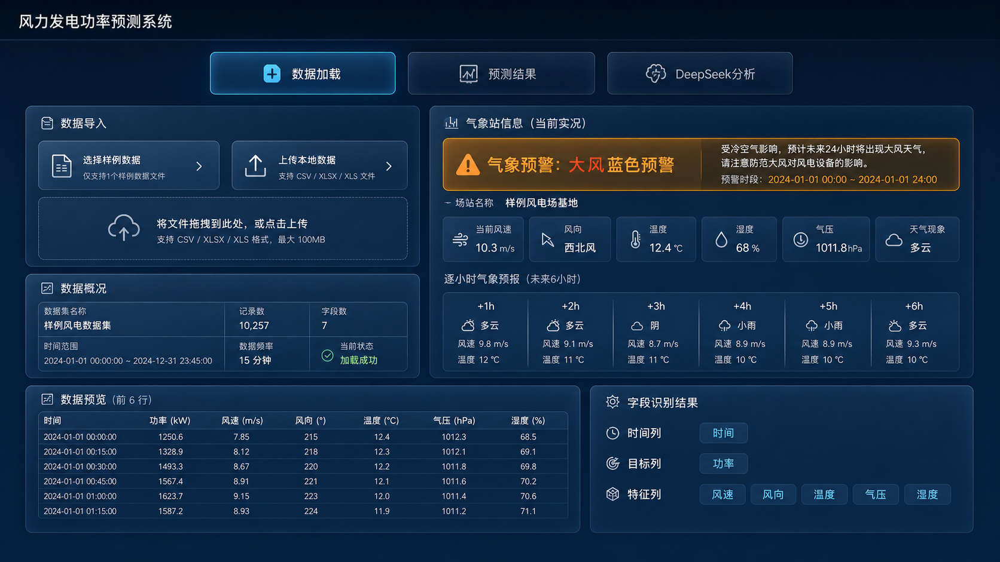 风力发电功率预测系统
数据加载
预测结果
DeepSeek分析
数据导入
选择样例数据
仅支持1个样例数据文件
上传本地数据
支持 CSV / XLSX / XLS 文件
将文件拖拽到此处，或点击上传
支持 CSV / XLSX / XLS 格式，最大 100MB
数据概况
数据集名称 记录数 字段数
样例风电数据集 10,257 7
时间范围 数据频率 当前状态
2024-01-01 00:00:00 ~ 2024-12-31 23:45:00 15 分钟 加载成功
气象站信息（当前实况）
气象预警：大风蓝色预警
受冷空气影响，预计未来24小时将出现大风天气，
请注意防范大风对风电设备的影响。
预警时段：2024-01-01 00:00 ~ 2024-01-01 24:00
场站名称 样例风电场基地
当前风速 风向 温度 湿度 气压 天气现象
10.3 m/s 西北风 12.4 ℃ 68 % 1011.8hPa 多云
逐小时气象预报（未来6小时）
+1h +2h +3h +4h +5h +6h
多云 多云 阴 小雨 小雨 多云
风速 9.8 m/s 风速 9.1 m/s 风速 8.7 m/s 风速 8.9 m/s 风速 8.9 m/s 风速 9.3 m/s
温度 12 ℃ 温度 11 ℃ 温度 11 ℃ 温度 10 ℃ 温度 10 ℃ 温度 10 ℃
数据预览（前 6 行）
时间 功率 (kW) 风速 (m/s) 风向 (°) 温度 (℃) 气压 (hPa) 湿度 (%)
2024-01-01 00:00:00 1250.6 7.85 215 12.4 1012.3 68.5
2024-01-01 00:15:00 1328.9 8.12 218 12.3 1012.1 69.1
2024-01-01 00:30:00 1493.3 8.67 220 12.2 1011.8 69.8
2024-01-01 00:45:00 1567.4 8.91 221 12.1 1011.6 70.2
2024-01-01 01:00:00 1623.7 9.15 223 12.0 1011.4 70.6
2024-01-01 01:15:00 1587.2 8.93 224 11.9 1011.2 71.1
字段识别结果
时间列 时间
目标列 功率
特征列 风速 风向 温度 气压 湿度